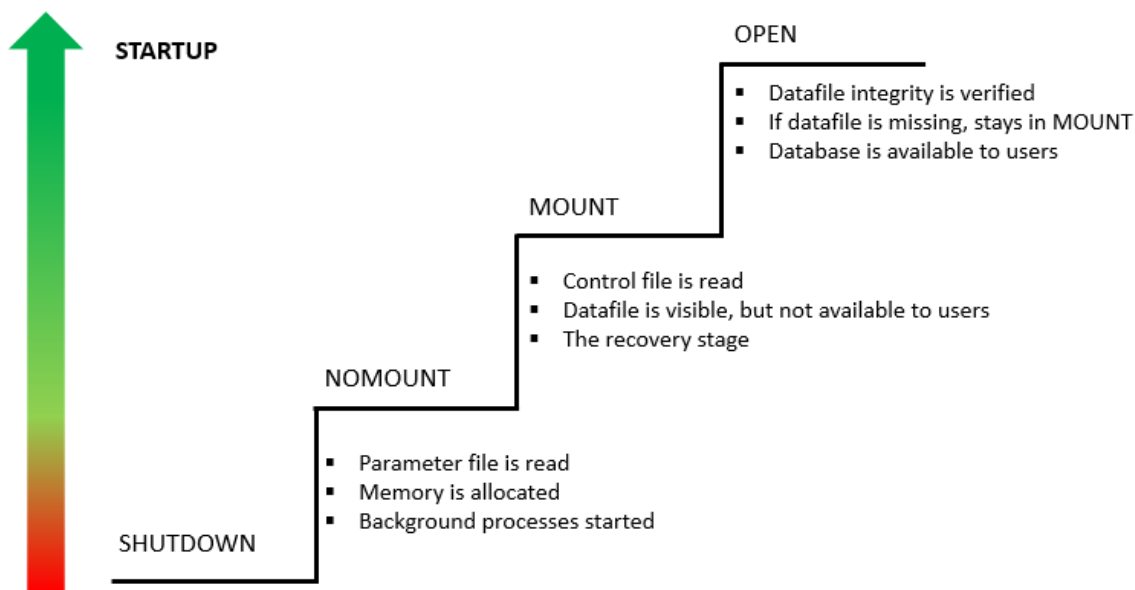 STARTUP
OPEN
▪ Datafile integrity is verified
▪ If datafile is missing, stays in MOUNT
▪ Database is available to users
MOUNT
▪ Control file is read
▪ Datafile is visible, but not available to users
▪ The recovery stage
NOMOUNT
▪ Parameter file is read
▪ Memory is allocated
▪ Background processes started
SHUTDOWN